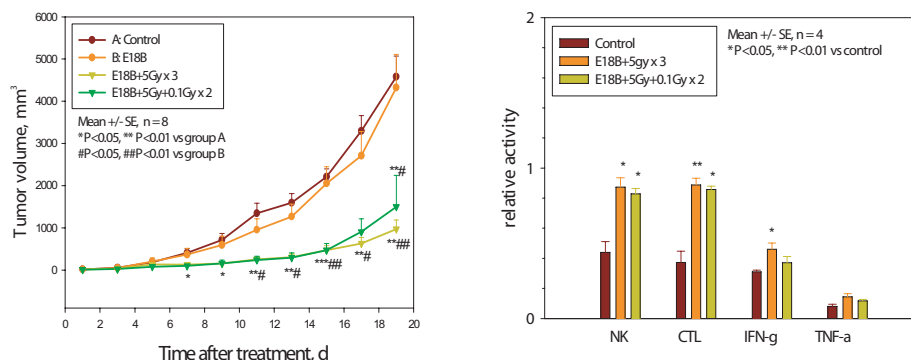 6000
5000
4000
3000
2000
1000
0
Tumor volume, mm³
A: Control
B: E18B
E18B+5Gy x 3
E18B+5Gy+0.1Gy x 2
Mean +/- SE, n = 8
*P<0.05, ** P<0.01 vs group A
#P<0.05, ##P<0.01 vs group B
**#
**##
*
*
**#
**#
***##
**#
0 2 4 6 8 10 12 14 16 18 20
Time after treatment, d
2
1
0
relative activity
Control
E18B+5gy x 3
E18B+5Gy+0.1Gy x 2
Mean +/- SE, n = 4
*P<0.05, ** P<0.01 vs control
* *
** *
*
NK CTL IFN-g TNF-a